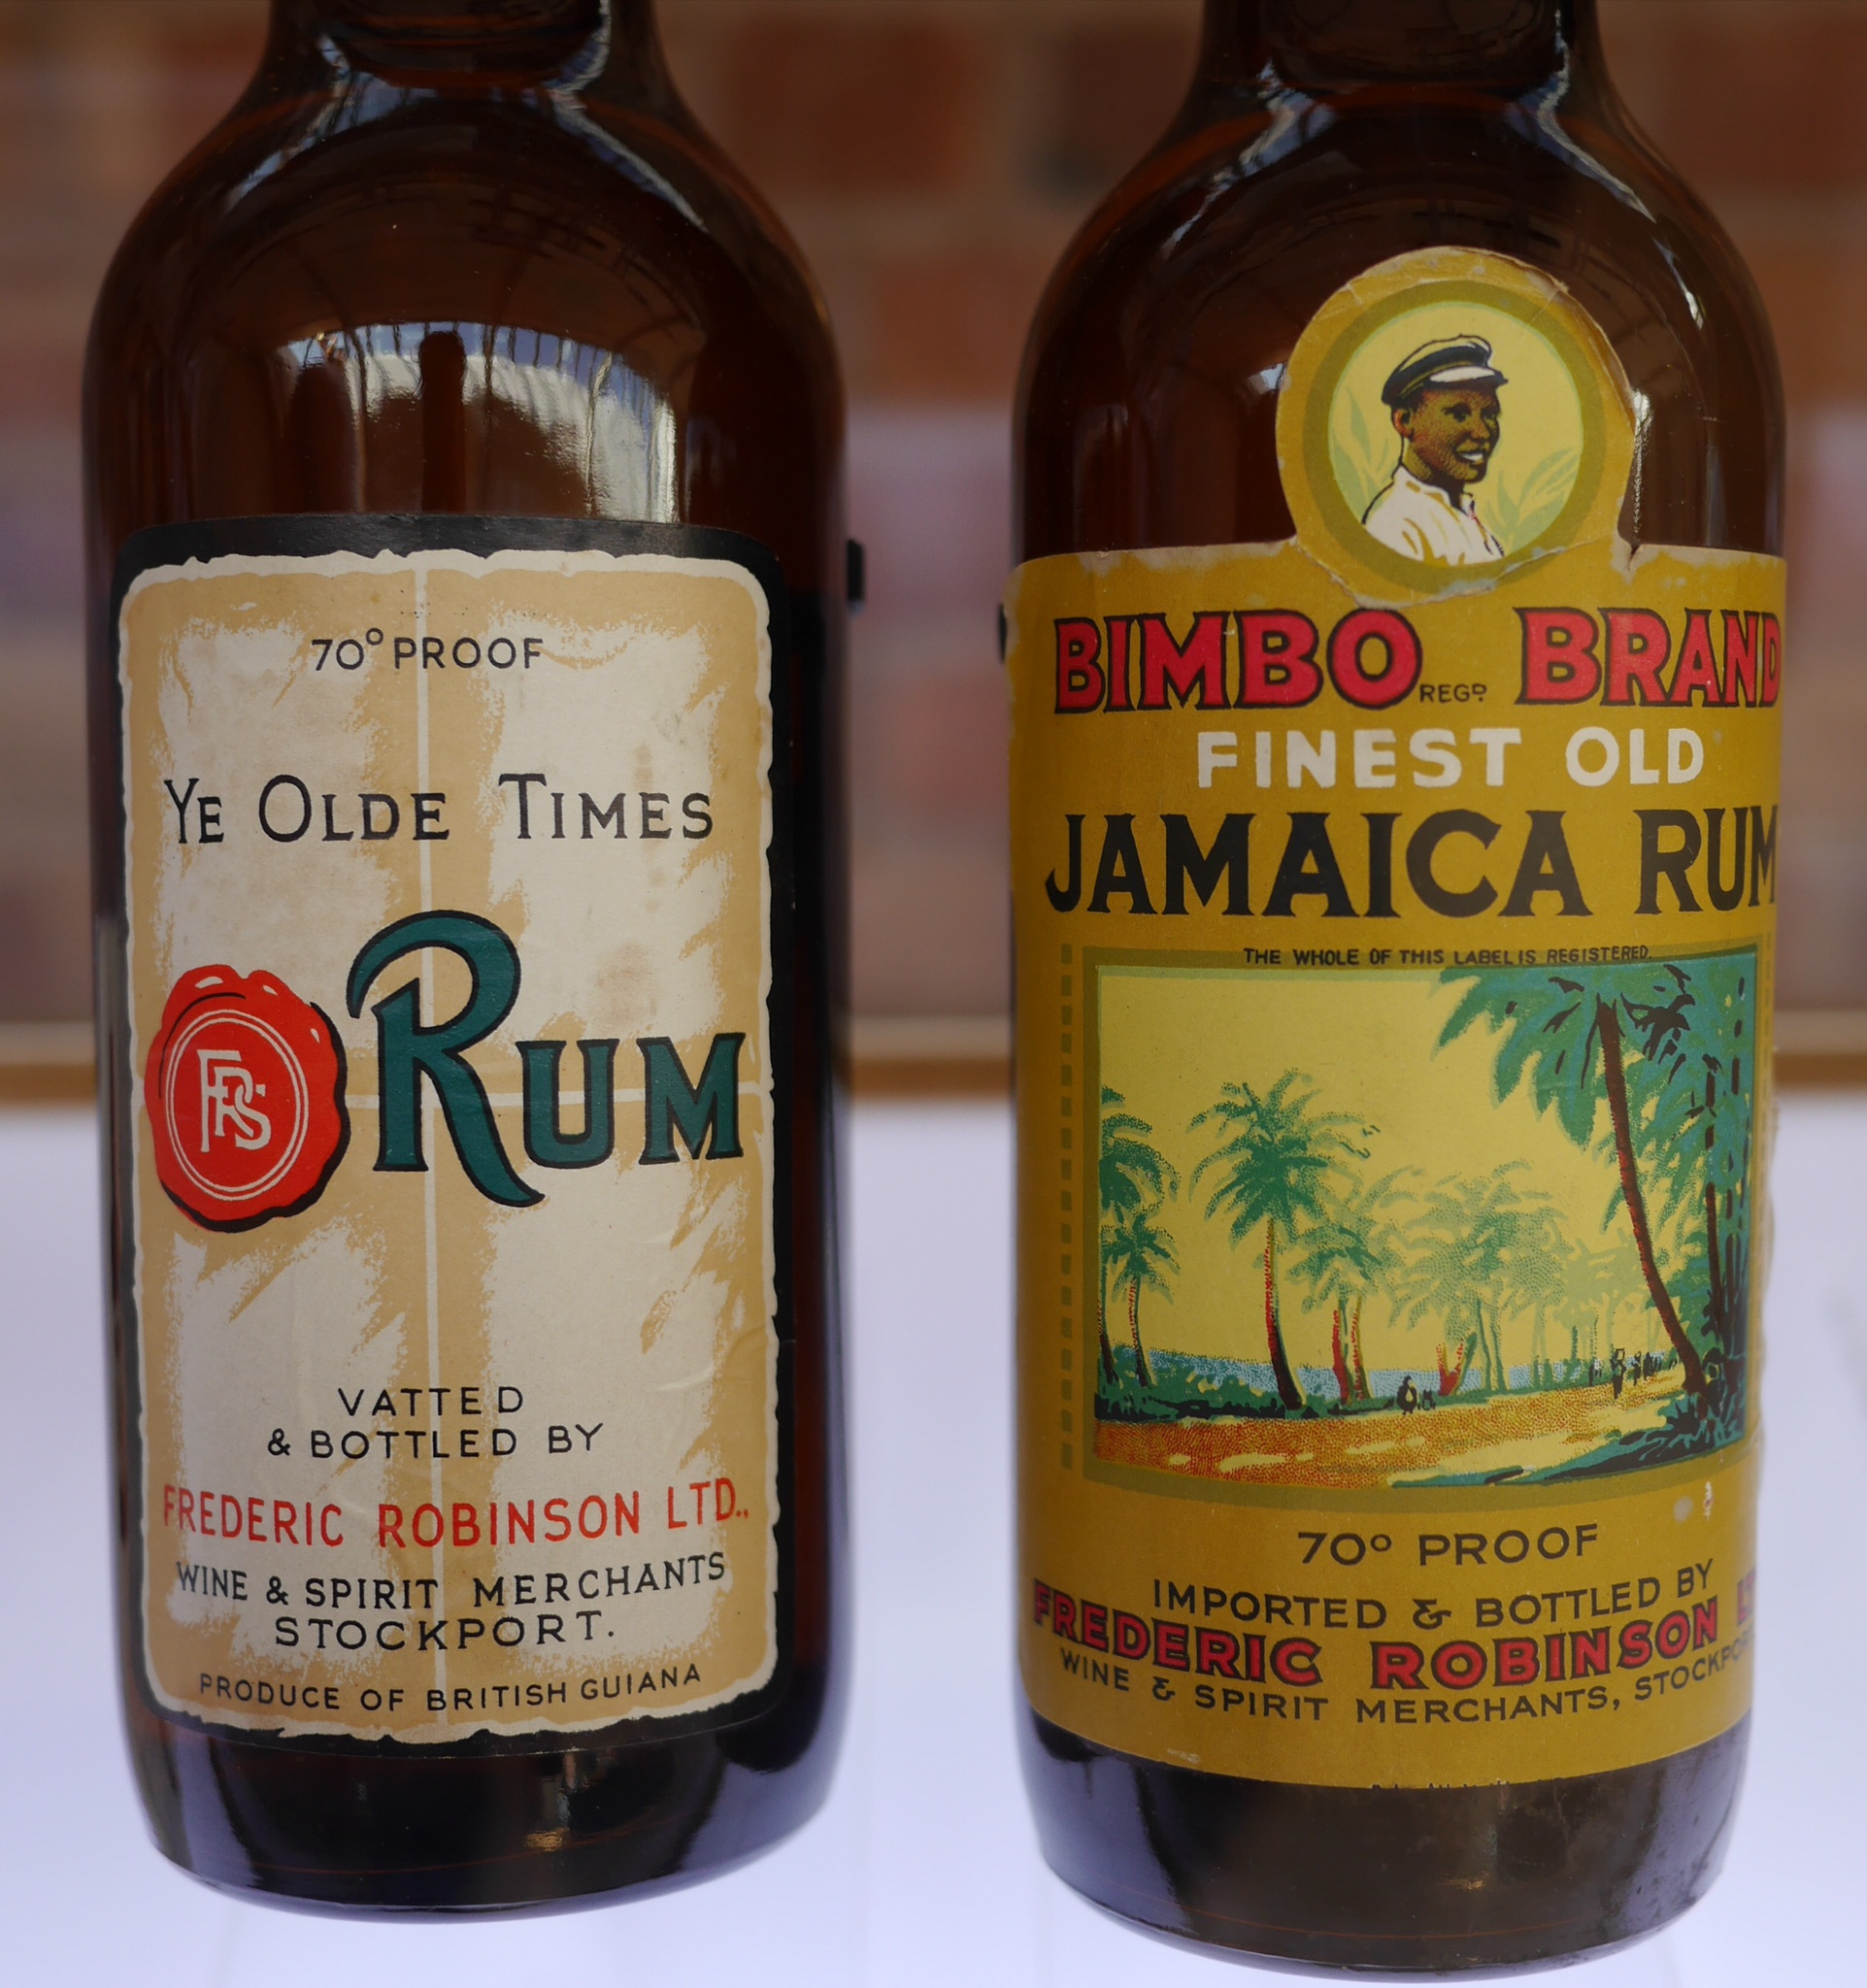 70° PROOF
YE OLDE TIMES
FRS
RUM
VATTED
& BOTTLED BY
FREDERIC ROBINSON LTD.,
WINE & SPIRIT MERCHANTS
STOCKPORT.
PRODUCE OF BRITISH GUIANA
BIMBO REGD BRAND
FINEST OLD
JAMAICA RUM
THE WHOLE OF THIS LABEL IS REGISTERED.
70° PROOF
IMPORTED & BOTTLED BY
FREDERIC ROBINSON
WINE & SPIRIT MERCHANTS,